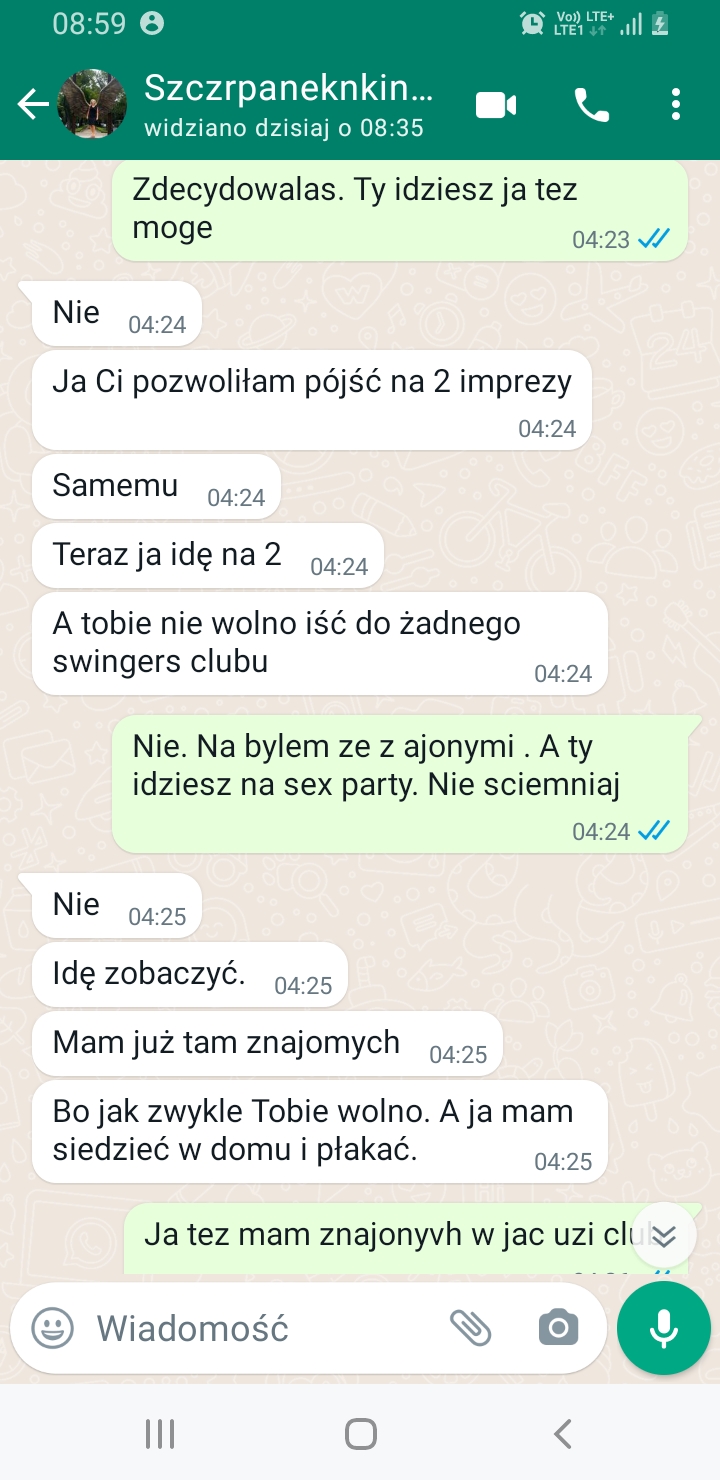 08:59
Vo)) LTE+
LTE1
Szczrpaneknkin...
widziano dzisiaj o 08:35
Zdecydowalas. Ty idziesz ja tez
moge
04:23
Nie 04:24
Ja Ci pozwoliłam pójść na 2 imprezy
04:24
Samemu 04:24
Teraz ja idę na 2 04:24
A tobie nie wolno iść do żadnego
swingers clubu 04:24
Nie. Na bylem ze z ajonymi . A ty
idziesz na sex party. Nie sciemniaj
04:24
Nie 04:25
Idę zobaczyć. 04:25
Mam już tam znajomych 04:25
Bo jak zwykle Tobie wolno. A ja mam
siedzieć w domu i płakać. 04:25
Ja tez mam znajonyvh w jac uzi
Wiadomość